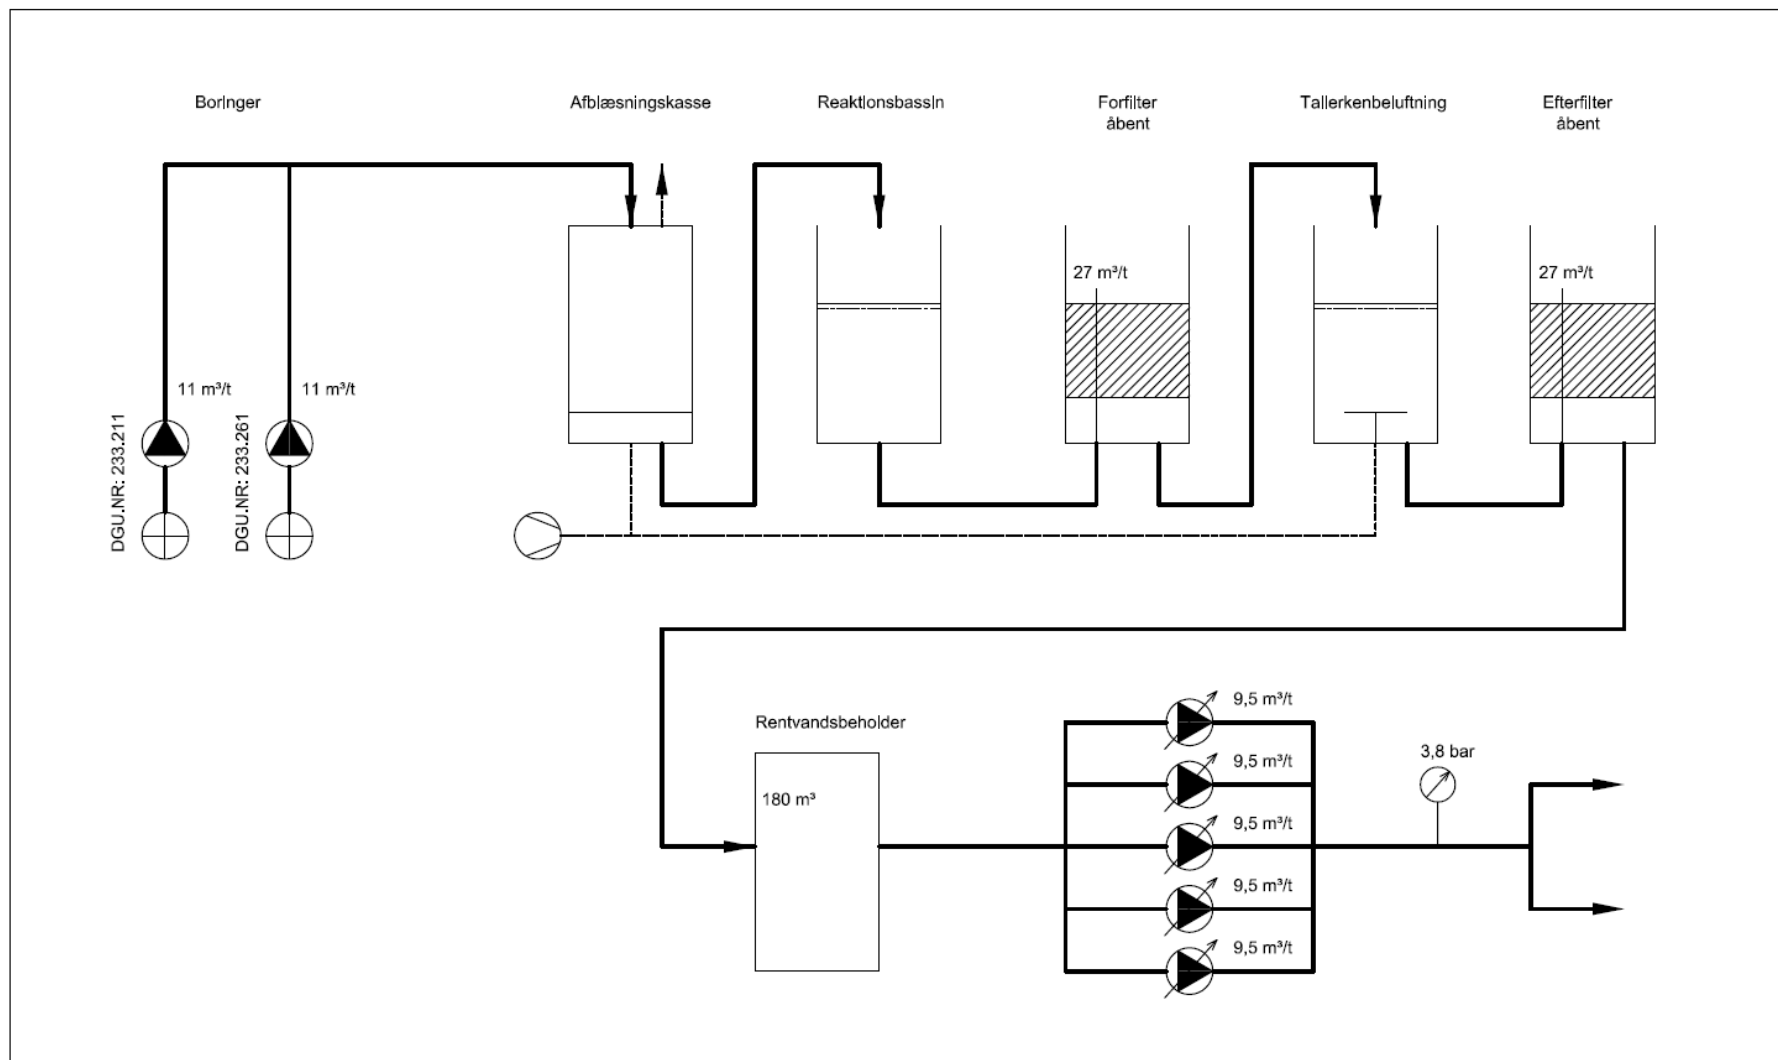 Boringer
Afblæsningskasse
Reaktionsbassin
Forfilter
åbent
Tallerkenbeluftning
Efterfilter
åbent
27 m³/t
27 m³/t
11 m³/t
11 m³/t
DGU.NR: 233.211
DGU.NR: 233.261
Rentvandsbeholder
180 m³
9,5 m³/t
9,5 m³/t
9,5 m³/t
9,5 m³/t
9,5 m³/t
3,8 bar